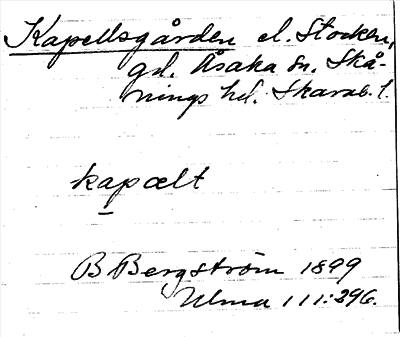 Kapellsgården el. Stocken,
gd. Åsaka sn. Skå-
nings hd. Skarab. l.
kapælt
B Bergström 1899
Ulma 111:296.